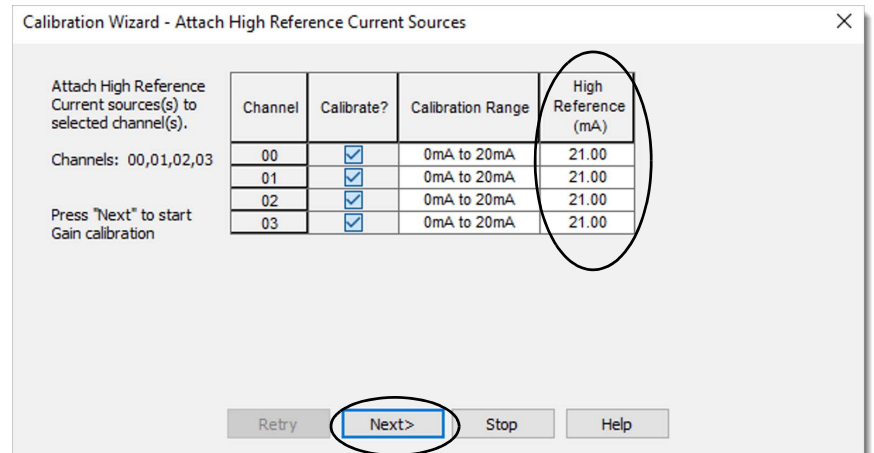 Calibration Wizard - Attach High Reference Current Sources
Attach High Reference
Current sources(s) to
selected channel(s).
Channels: 00,01,02,03
Press "Next" to start
Gain calibration
Channel Calibrate? Calibration Range High Reference (mA)
00 0mA to 20mA 21.00
01 0mA to 20mA 21.00
02 0mA to 20mA 21.00
03 0mA to 20mA 21.00
Retry Next> Stop Help